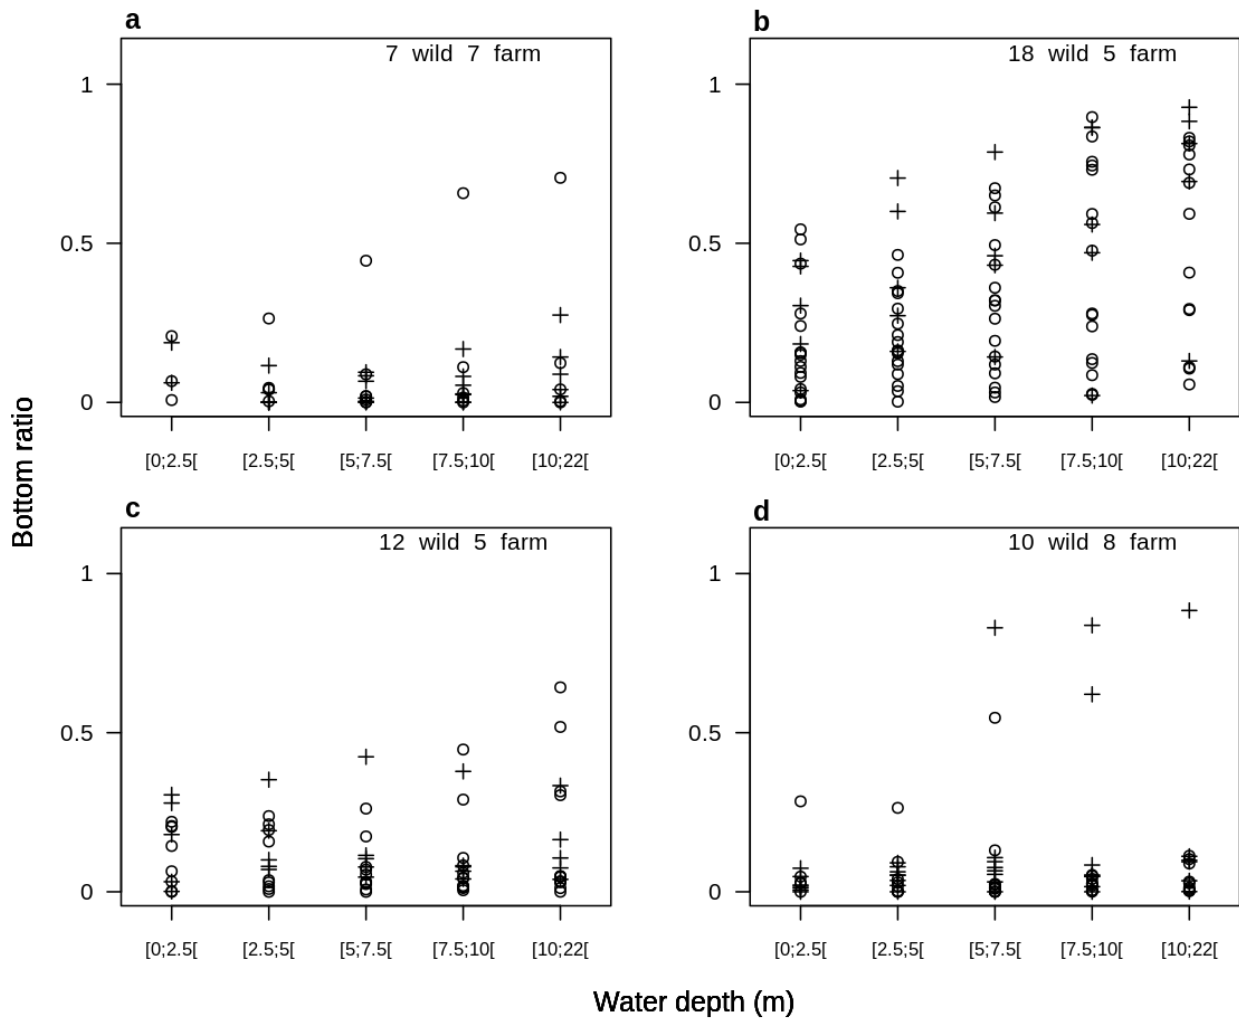 a
7 wild 7 farm
1
0.5
0
[0;2.5[ [2.5;5[ [5;7.5[ [7.5;10[ [10;22[
b
18 wild 5 farm
1
0.5
0
[0;2.5[ [2.5;5[ [5;7.5[ [7.5;10[ [10;22[
c
12 wild 5 farm
1
0.5
0
[0;2.5[ [2.5;5[ [5;7.5[ [7.5;10[ [10;22[
d
10 wild 8 farm
1
0.5
0
[0;2.5[ [2.5;5[ [5;7.5[ [7.5;10[ [10;22[
Bottom ratio
Water depth (m)